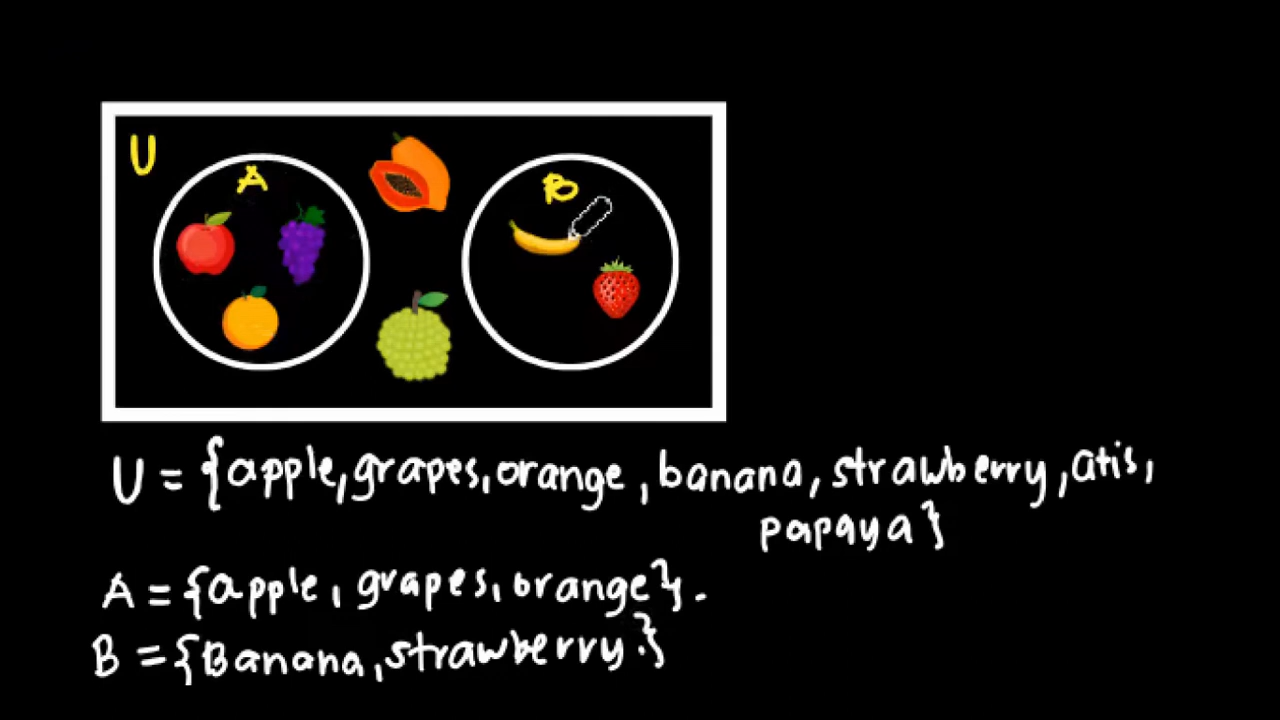 U
A
B
U = {apple, grapes, orange, banana, strawberry, atis,
papaya}
A = {apple, grapes, orange}.
B = {Banana, strawberry.}